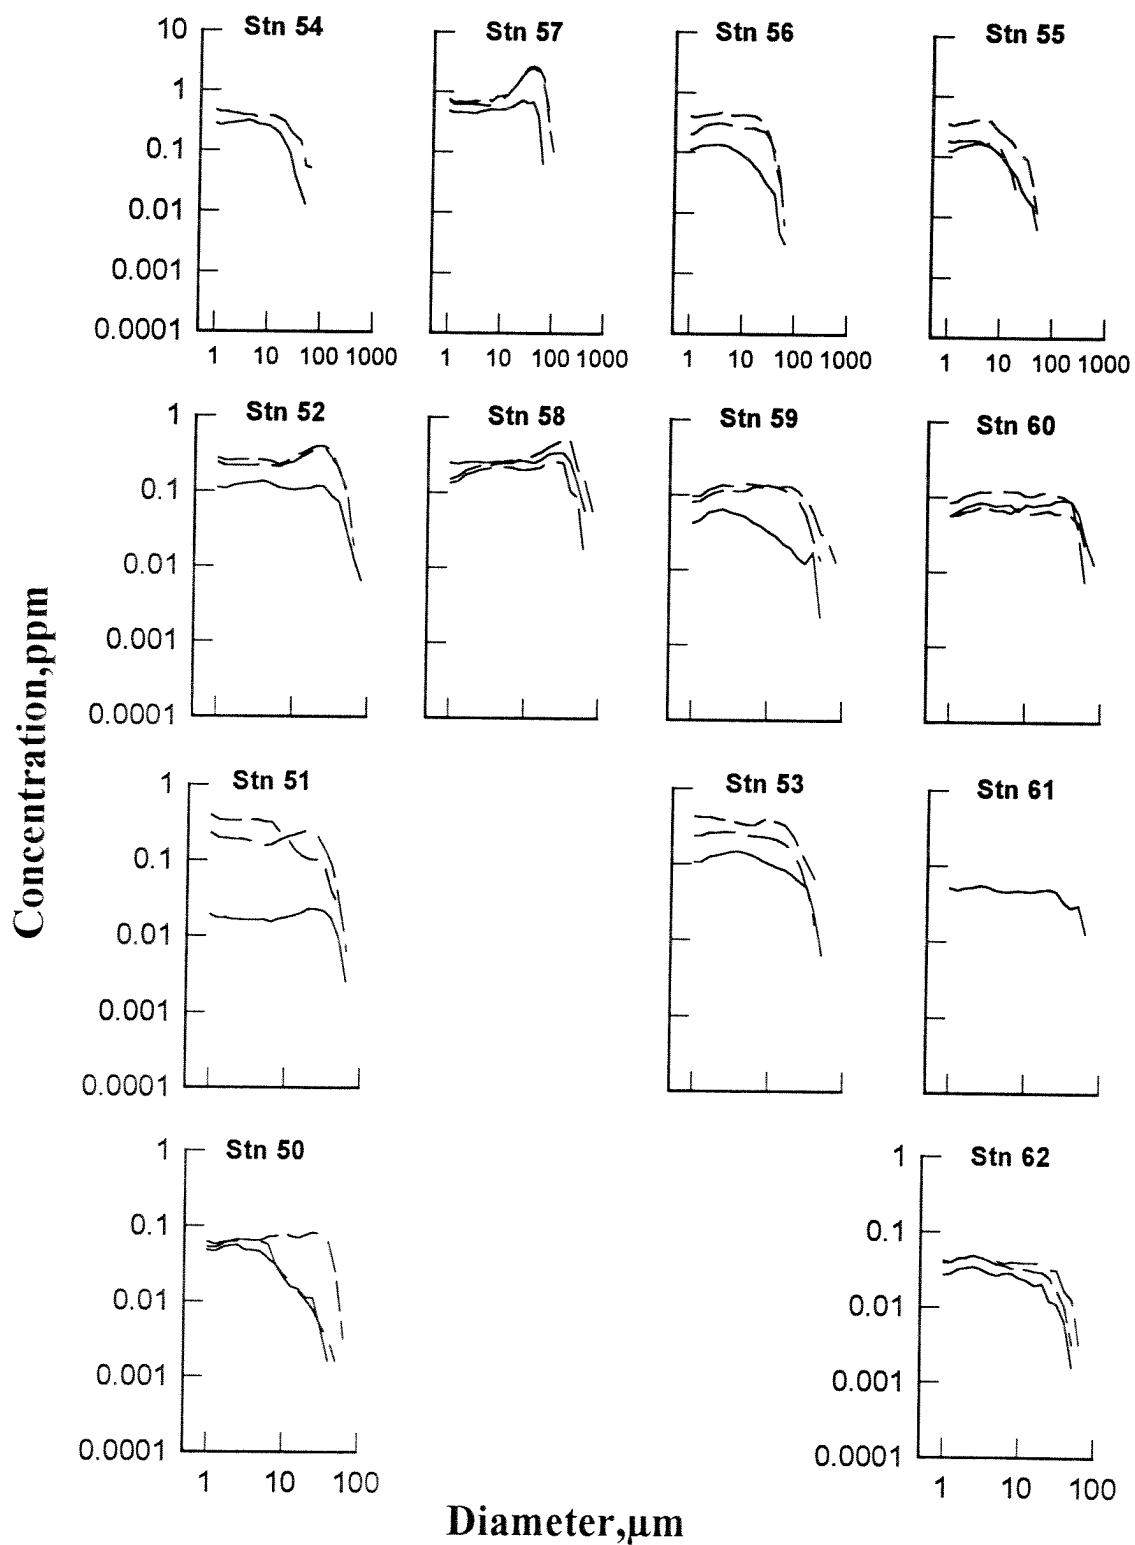 Stn 54
Stn 57
Stn 56
Stn 55
10
1
0.1
0.01
0.001
0.0001
1 10 100 1000
1 10 100 1000
1 10 100 1000
1 10 100 1000
Stn 52
Stn 58
Stn 59
Stn 60
1
0.1
0.01
0.001
0.0001
Concentration,ppm
Stn 51
Stn 53
Stn 61
1
0.1
0.01
0.001
0.0001
Stn 50
1
0.1
0.01
0.001
0.0001
1 10 100
Stn 62
1
0.1
0.01
0.001
0.0001
1 10 100
Diameter,µm